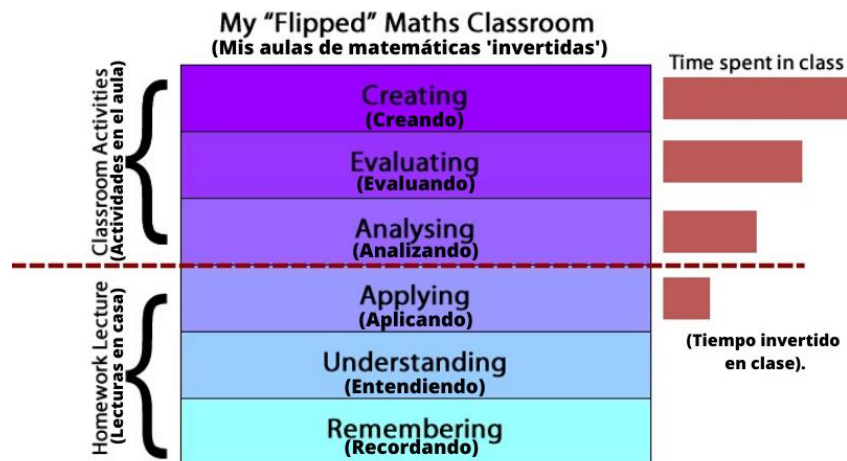 My “Flipped” Maths Classroom
(Mis aulas de matemáticas 'invertidas')
Time spent in class
Classroom Activities
(Actividades en el aula)
Creating
(Creando)
Evaluating
(Evaluando)
Analysing
(Analizando)
Homework Lecture
(Lecturas en casa)
Applying
(Aplicando)
Understanding
(Entendiendo)
Remembering
(Recordando)
(Tiempo invertido
en clase).